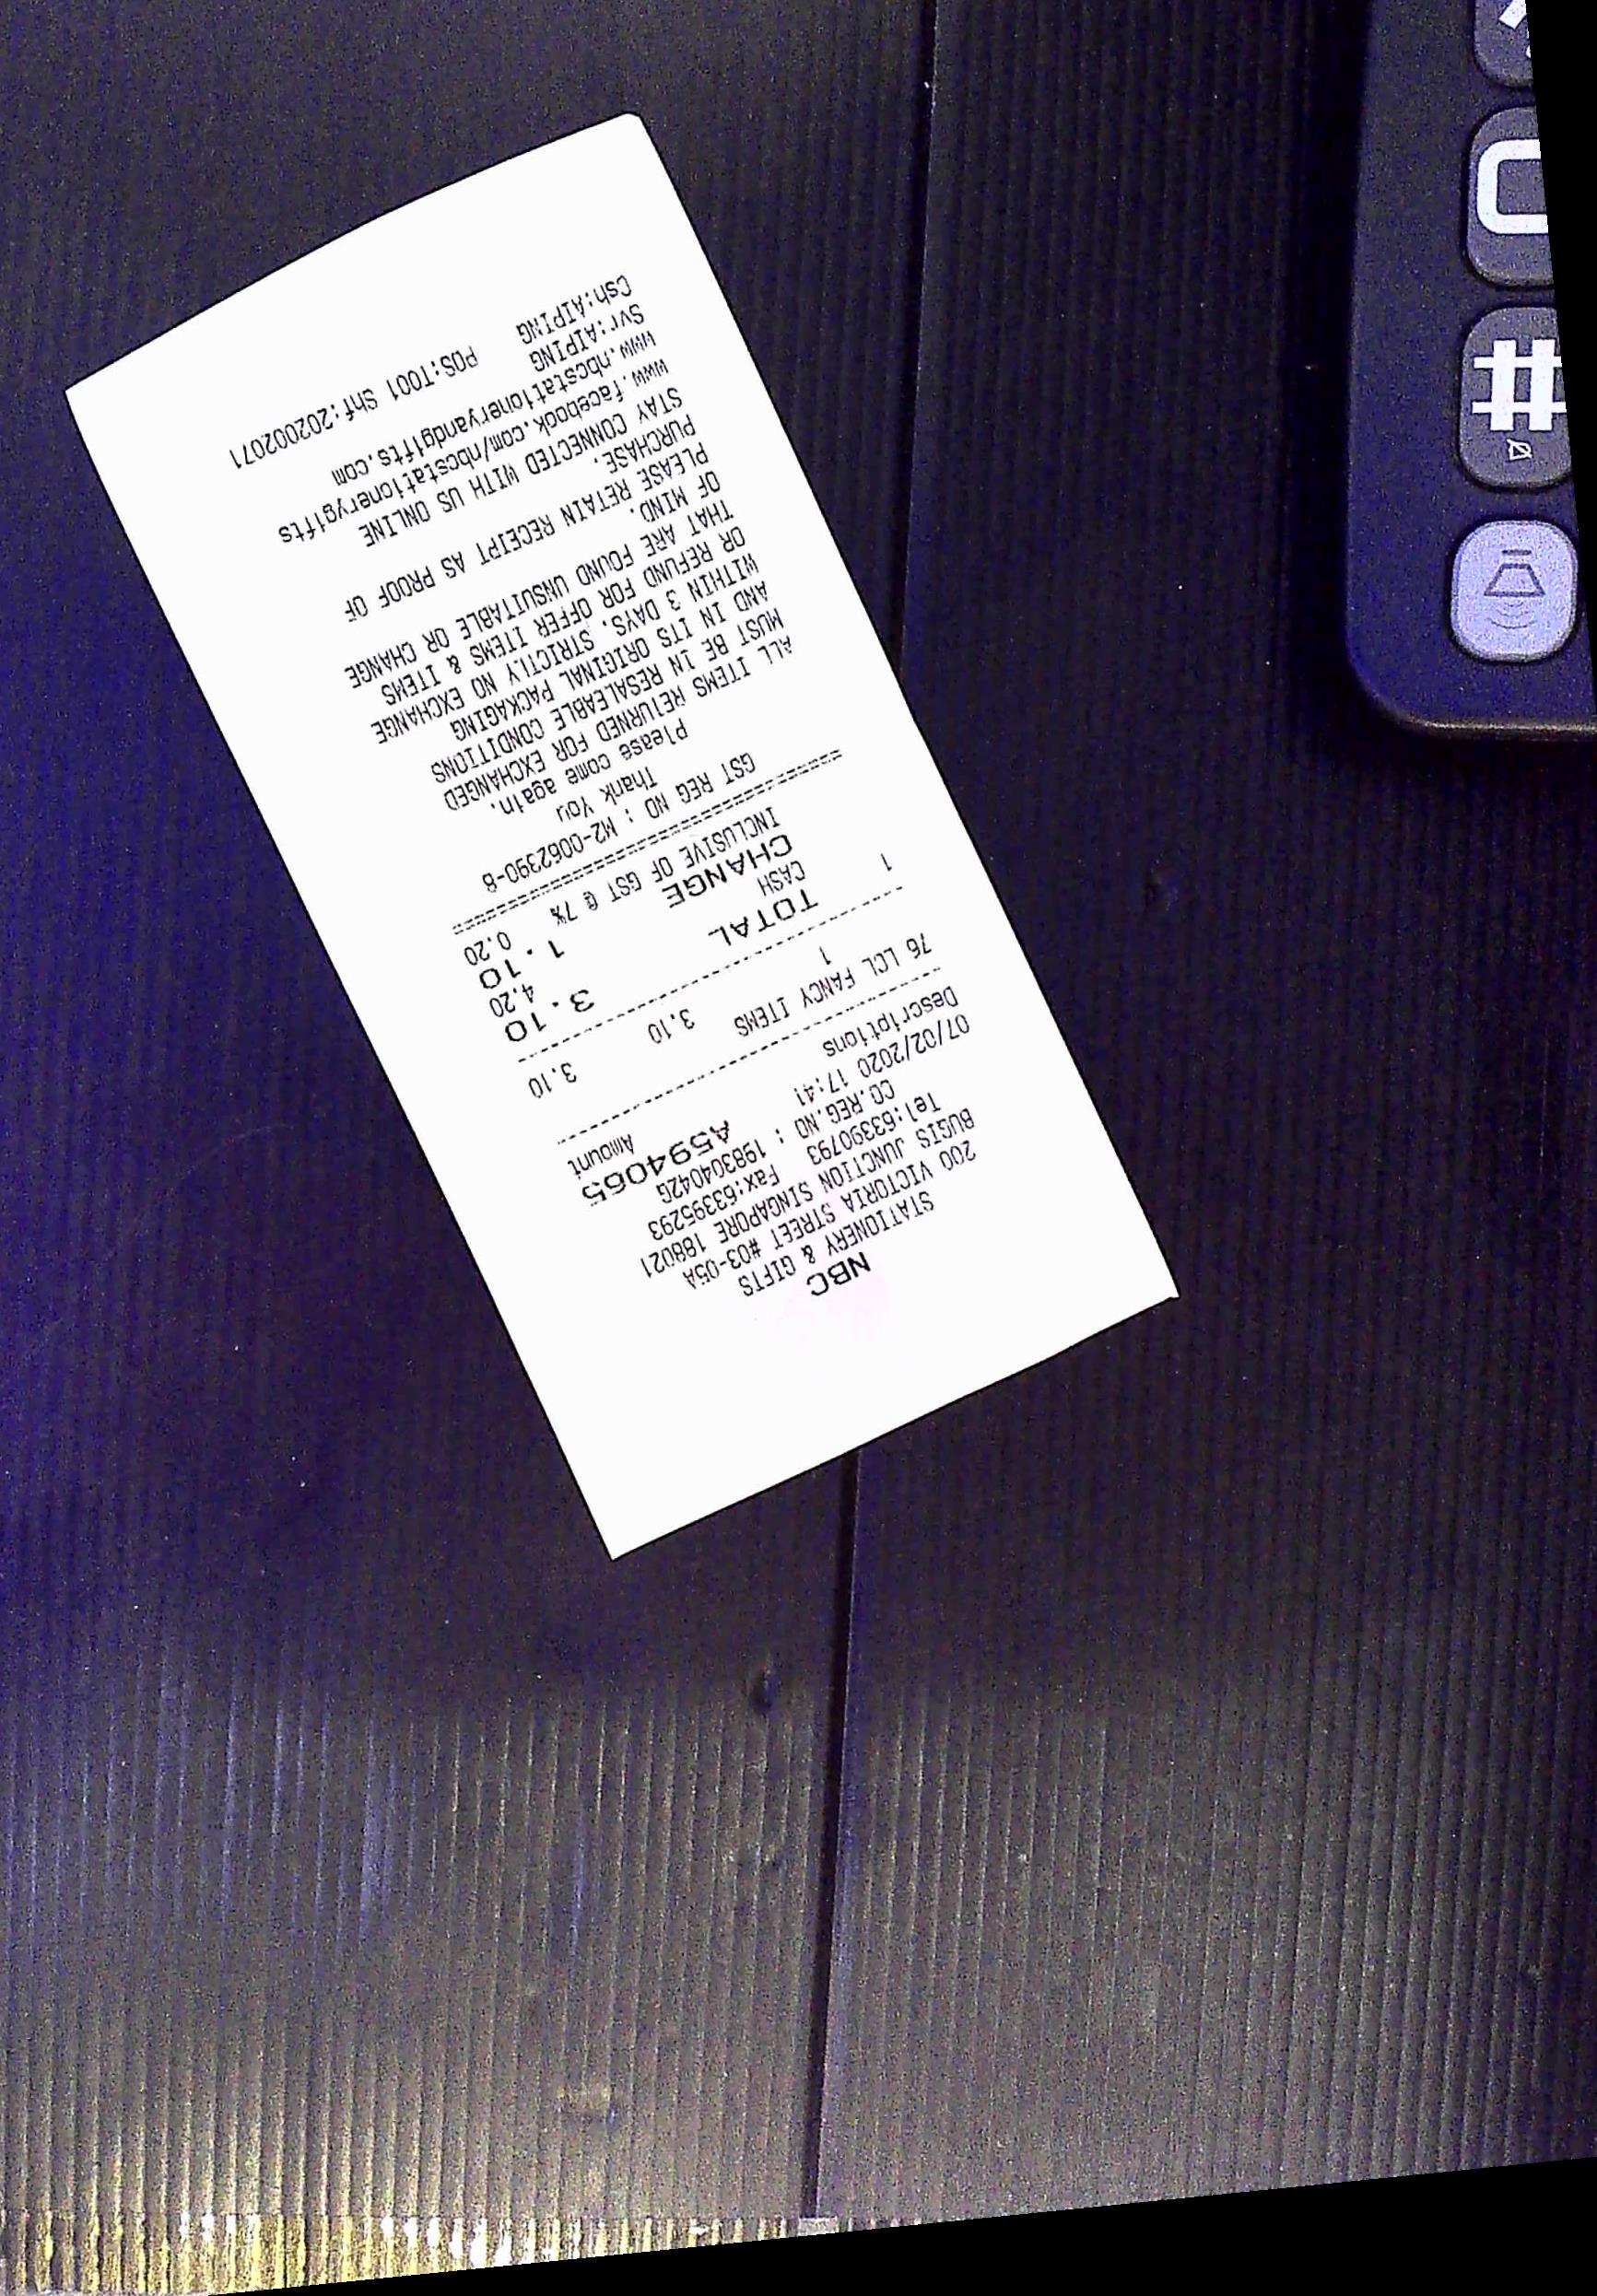 NBC
STATIONERY & GIFTS
200 VICTORIA STREET #03-05A
BUGIS JUNCTION SINGAPORE 188021
Tel:63390793 Fax:63395293
CO.REG.NO : 198304042G
07/02/2020 17:41 A594065
Descriptions Amount
76 LCL FANCY ITEMS
1 3.10 3.10
1
TOTAL 3.10
CASH 4.20
CHANGE 1.10
INCLUSIVE OF GST @ 7% 0.20
GST REG NO : M2-0062390-8
Thank You
Please come again.
ALL ITEMS RETURNED FOR EXCHANGED
MUST BE IN RESALEABLE CONDITIONS
AND IN ITS ORIGINAL PACKAGING
WITHIN 3 DAYS. STRICTLY NO EXCHANGE
OR REFUND FOR OFFER ITEMS & ITEMS
THAT ARE FOUND UNSUITABLE OR CHANGE
OF MIND.
PLEASE RETAIN RECEIPT AS PROOF OF
PURCHASE.
STAY CONNECTED WITH US ONLINE
www.facebook.com/nbcstationerygifts
www.nbcstationeryandgifts.com
Svr:AIPING
Csh:AIPING POS:T001 Shf:202002071
#